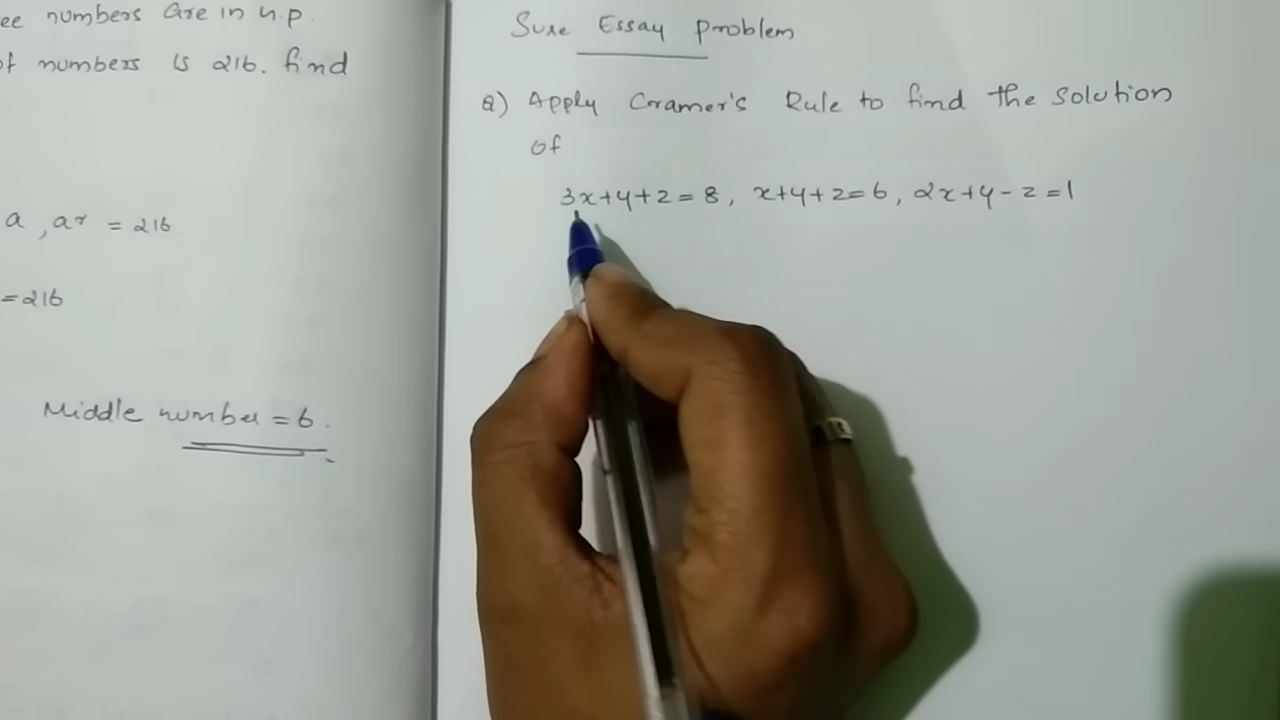 ee numbers are in G.P.
of numbers is 216. find
a, ar = 216
= 216
Middle number = 6.
Sure Essay Problem
Q) Apply Cramer's Rule to find the solution
of
3x+y+z=8, x+y+z=6, 2x+y-z=1